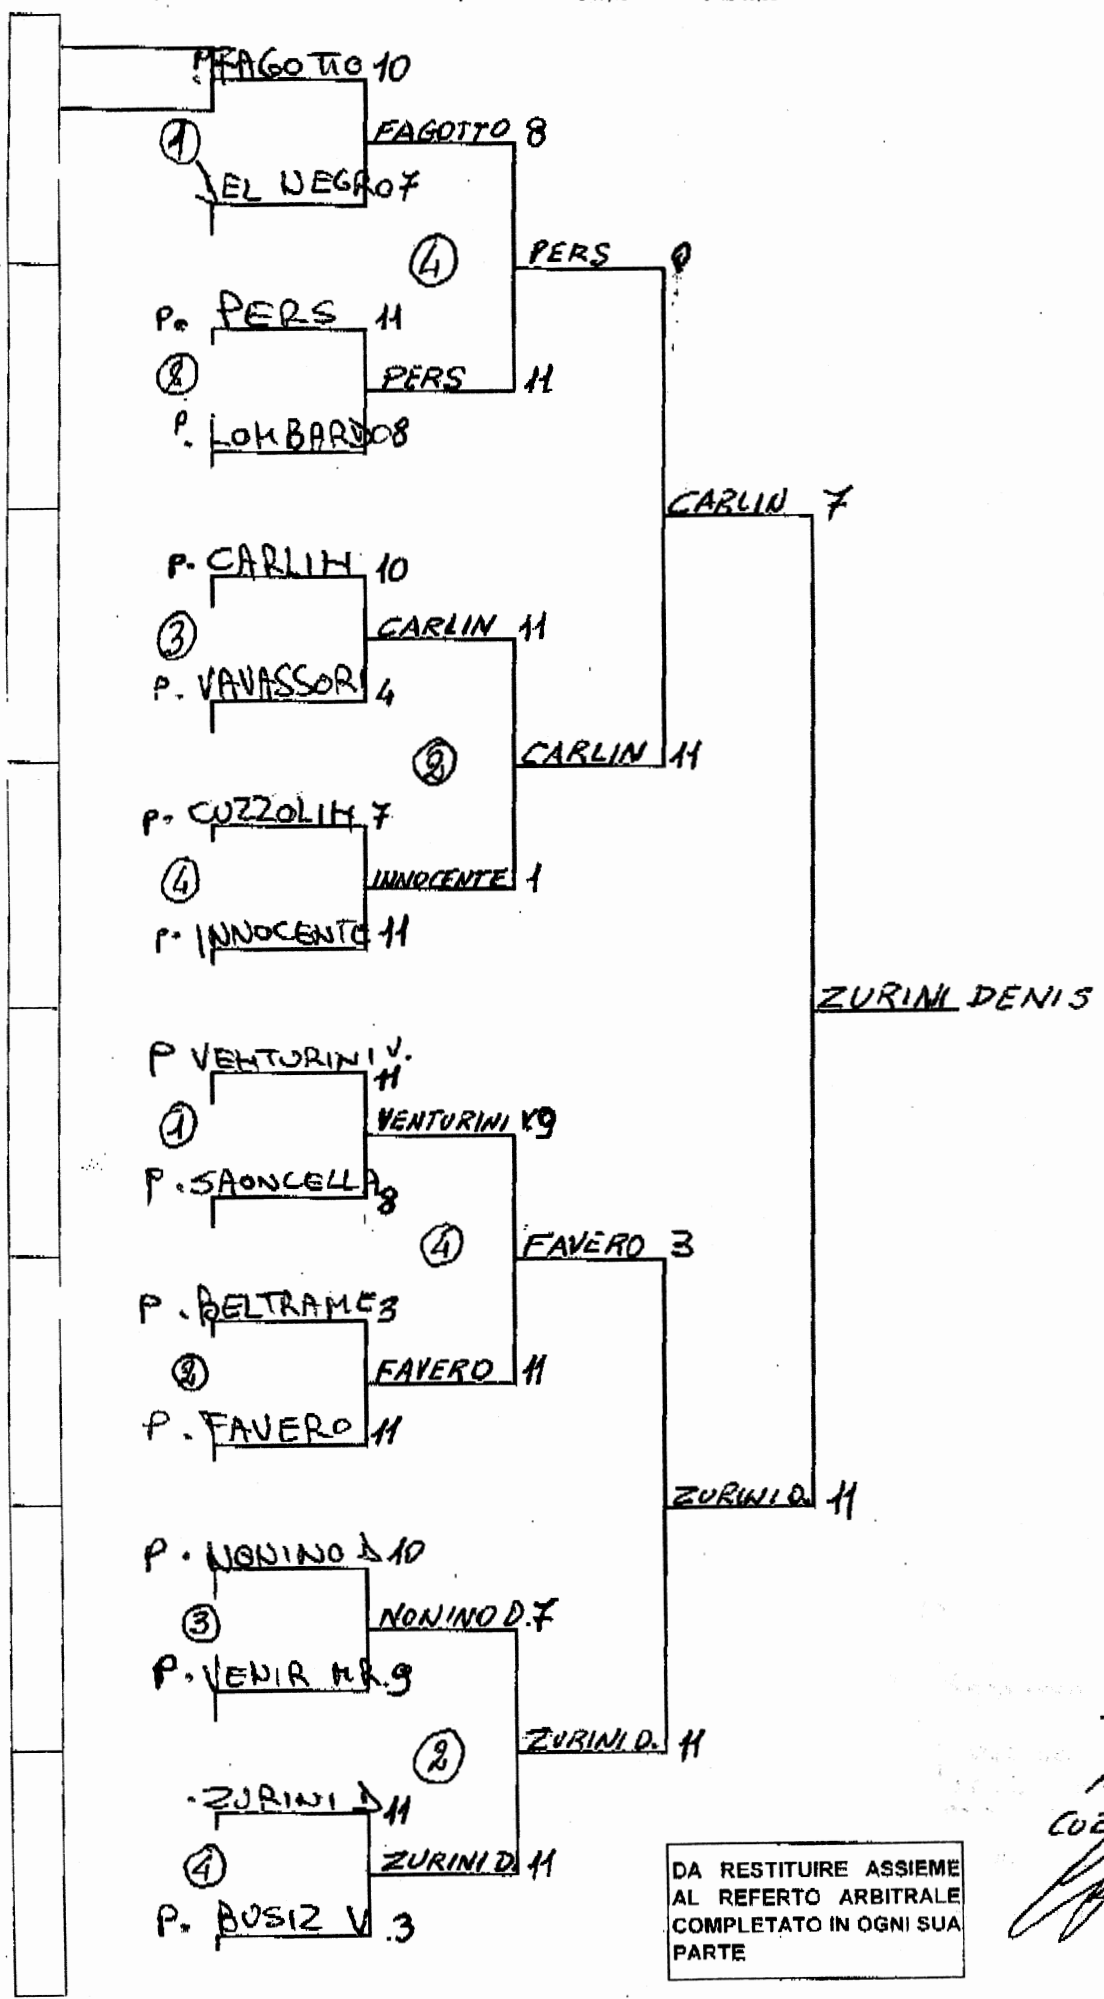 FAGOTTO 10
FAGOTTO 8
1
EL NEGRO 7
PERS
4
P. PERS 11
PERS 11
2
P. LOMBARDO 8
CARLIN 7
P. CARLIN 10
CARLIN 11
3
P. VAVASSORI 4
CARLIN 11
2
P. CUZZOLIN 7
INNOCENTE 1
4
P. INNOCENTE 11
ZURINI DENIS
P VENTURINI V. 11
VENTURINI V. 9
1
P. SAONCELLA 8
FAVERO 3
4
P. BELTRAME 3
FAVERO 11
2
P. FAVERO 11
ZURINI D. 11
P. NONINO D 10
NONINO D. 7
3
P. VENIR MR. 9
ZURINI D. 11
2
ZURINI D 11
ZURINI D. 11
4
P. BUSIZ V. 3
DA RESTITUIRE ASSIEME
AL REFERTO ARBITRALE
COMPLETATO IN OGNI SUA
PARTE